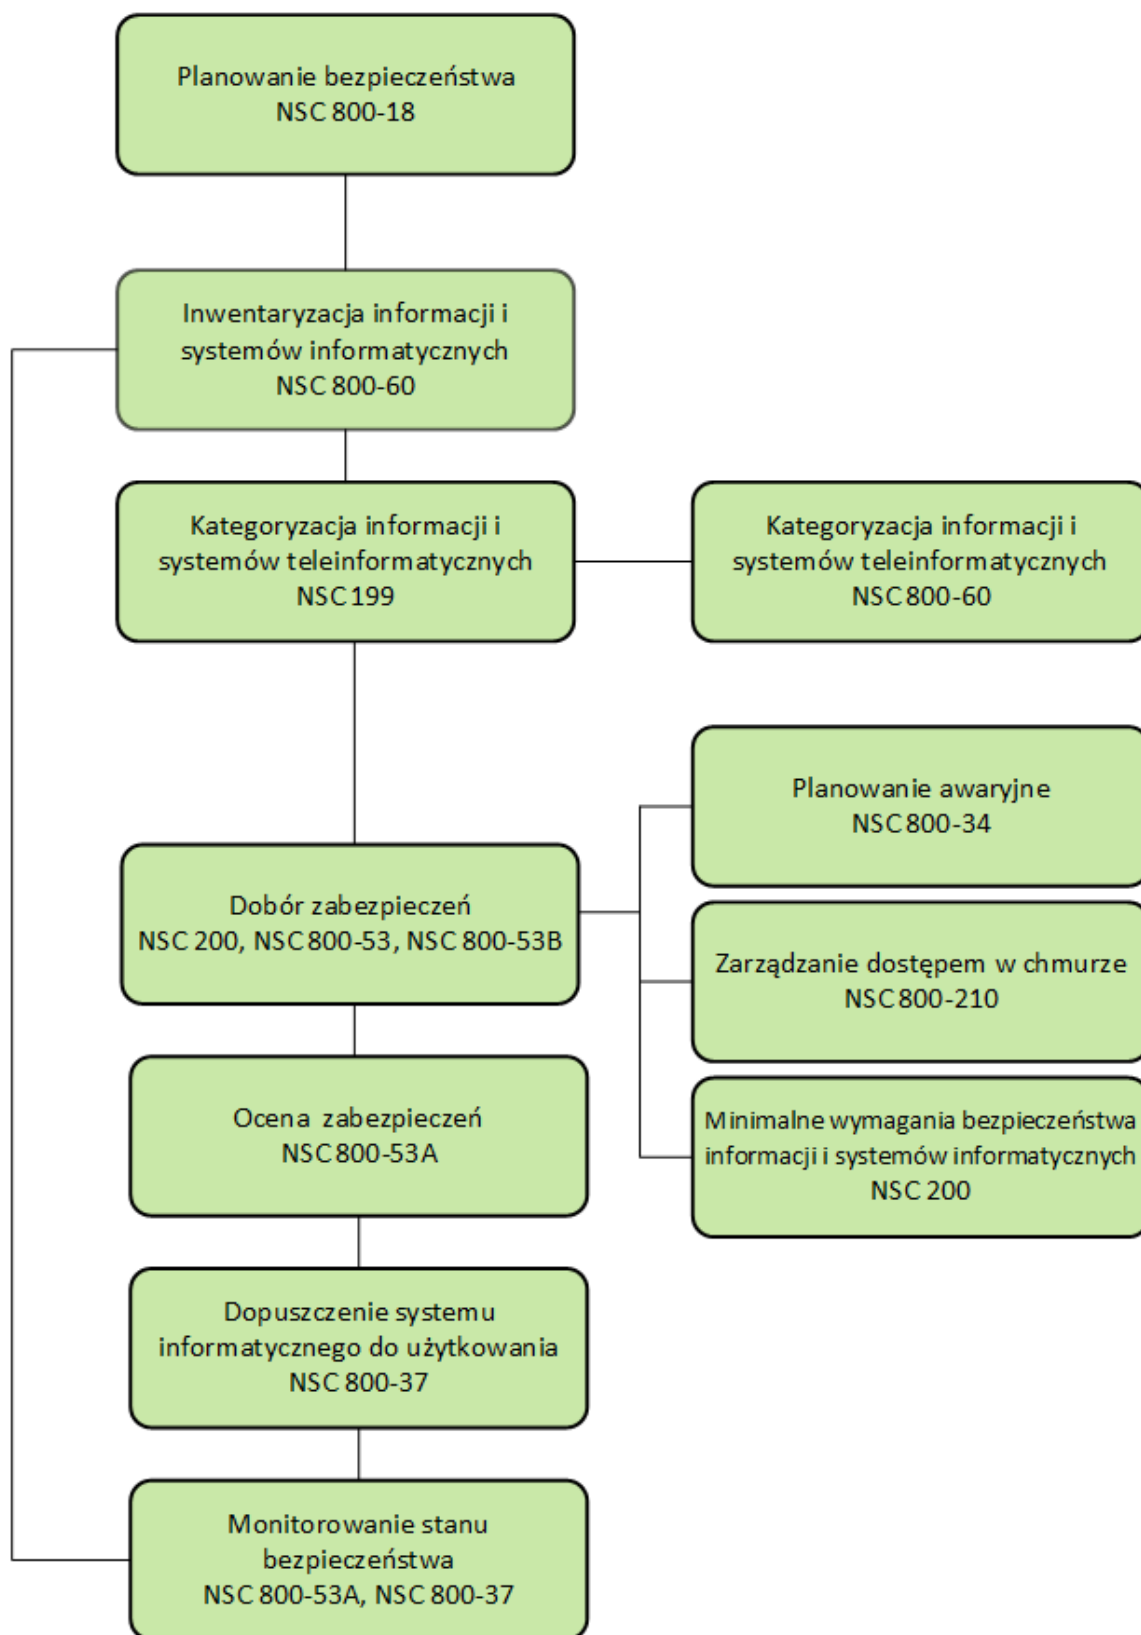 Planowanie bezpieczeństwa
NSC 800-18
Inwentaryzacja informacji i
systemów informatycznych
NSC 800-60
Kategoryzacja informacji i
systemów teleinformatycznych
NSC 199
Kategoryzacja informacji i
systemów teleinformatycznych
NSC 800-60
Planowanie awaryjne
NSC 800-34
Dobór zabezpieczeń
NSC 200, NSC 800-53, NSC 800-53B
Zarządzanie dostępem w chmurze
NSC 800-210
Ocena  zabezpieczeń
NSC 800-53A
Minimalne wymagania bezpieczeństwa
informacji i systemów informatycznych
NSC 200
Dopuszczenie systemu
informatycznego do użytkowania
NSC 800-37
Monitorowanie stanu
bezpieczeństwa
NSC 800-53A, NSC 800-37